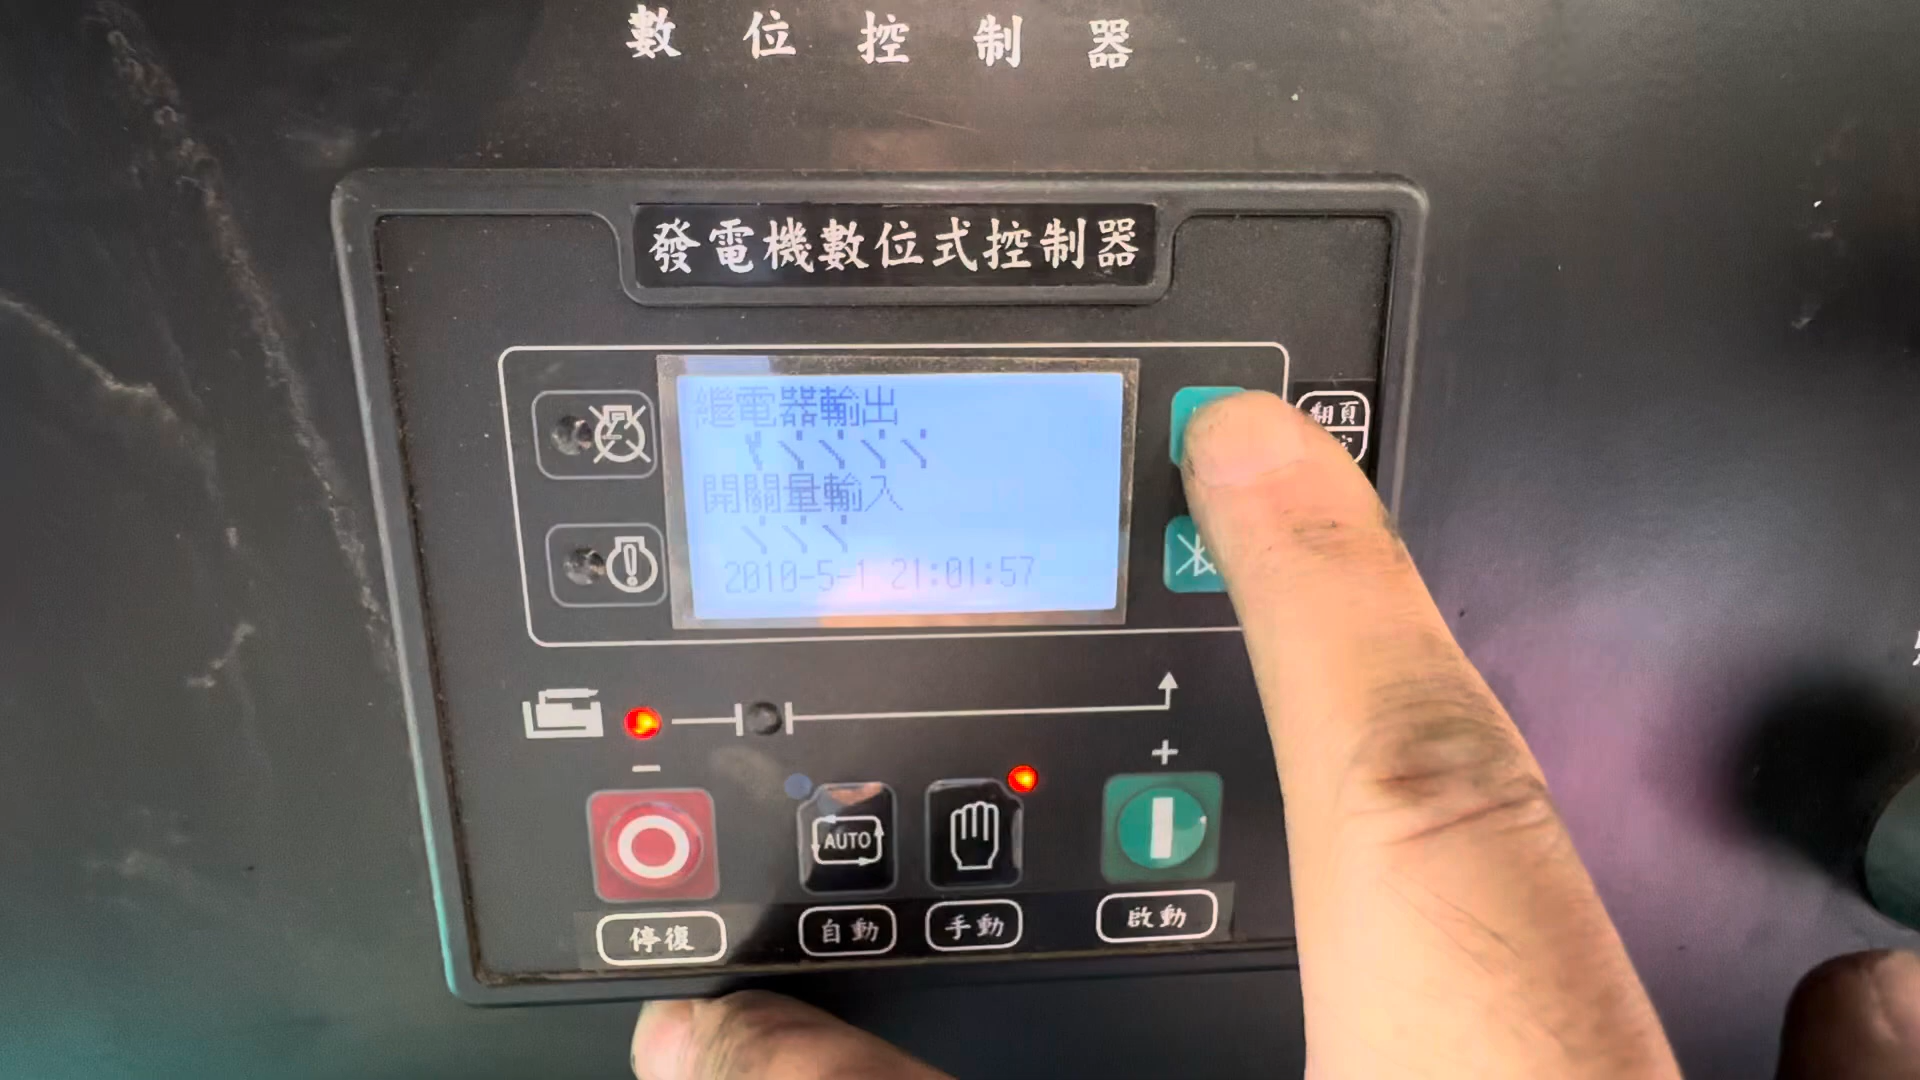 數位控制器
發電機數位式控制器
繼電器輸出
開關量輸入
2010-5-1 21:01:57
翻頁
−
+
AUTO
停復
自動
手動
啟動